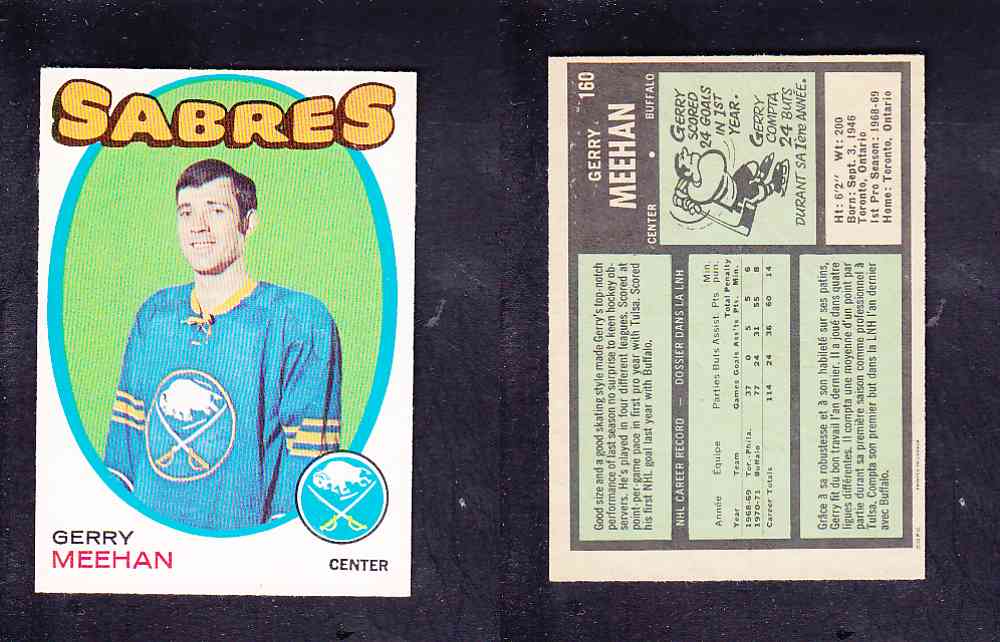 SABRES
GERRY
MEEHAN
CENTER
160
GERRY
MEEHAN
CENTER • BUFFALO
GERRY
SCORED
24 GOALS
IN 1ST
YEAR.
GERRY
COMPTA
24 BUTS
DURANT SA 1ère ANNÉE.
Ht: 6'2" Wt: 200
Born: Sept. 3, 1946
Toronto, Ontario
1st Pro Season: 1968-69
Home: Toronto, Ontario
Good size and a good skating style made Gerry's top-notch
performance of last season no surprise to keen hockey ob-
servers. He's played in four different leagues. Scored at
point-per-game pace in first pro year with Tulsa. Scored
his first NHL goal last year with Buffalo.
NHL CAREER RECORD — DOSSIER DANS LA LNH
Année Équipe Parties Buts Assist. Pts Min. pun.
Year Team Games Goals Ass'ts Pts. Total Penalty Min.
1968-69 Tor.-Phila. 37 0 5 5 6
1970-71 Buffalo 77 24 31 55 8
Career Totals 114 24 36 60 14
Grâce à sa robustesse et à son habileté sur ses patins,
Gerry fit du bon travail l'an dernier. Il a joué dans quatre
ligues différentes. Il compta une moyenne d'un point par
partie durant sa première saison comme professionnel à
Tulsa. Compta son premier but dans la LNH l'an dernier
avec Buffalo.